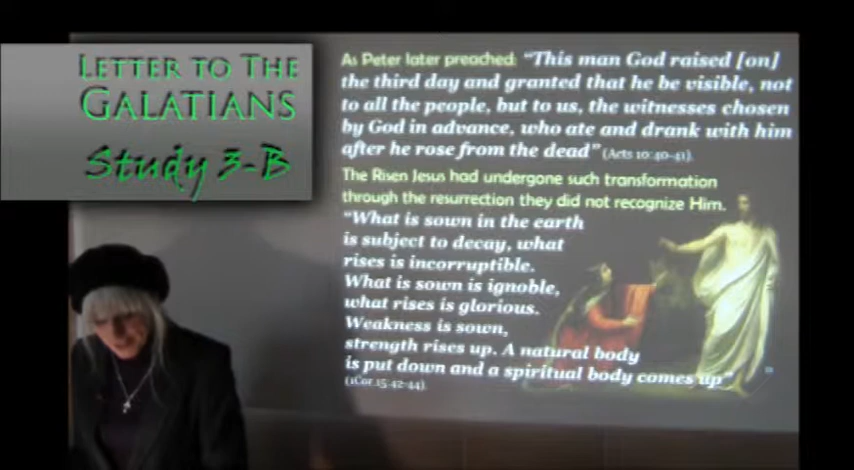 LETTER TO THE
GALATIANS
Study 3-B
As Peter later preached: "This man God raised [on]
the third day and granted that he be visible, not
to all the people, but to us, the witnesses chosen
by God in advance, who ate and drank with him
after he rose from the dead" (Acts 10:40-41).
The Risen Jesus had undergone such transformation
through the resurrection they did not recognize Him.
"What is sown in the earth
is subject to decay, what
rises is incorruptible.
What is sown is ignoble,
what rises is glorious.
Weakness is sown,
strength rises up. A natural body
is put down and a spiritual body comes up"
(1Cor 15:42-44).